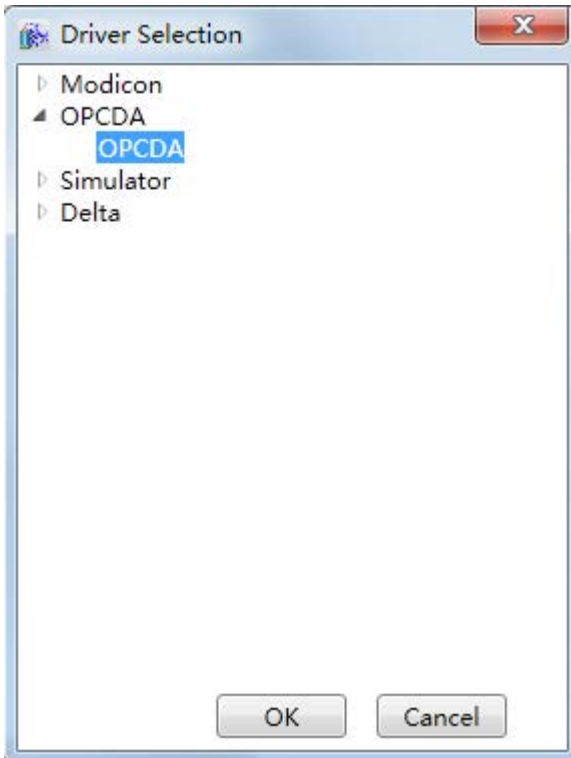 Driver Selection
Modicon
OPCDA
OPCDA
Simulator
Delta
OK
Cancel